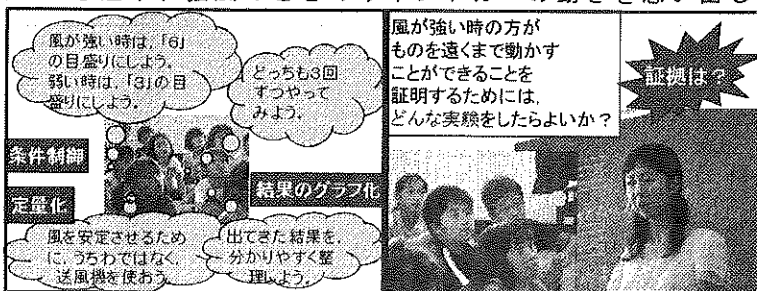 風が強い時は，「6」
の目盛りにしよう。
弱い時は，「3」の目
盛りにしよう。
どっちも3回
ずつやって
みよう。
条件制御
定量化
結果のグラフ化
風を安定させるため
に，うちわではなく，
送風機を使おう。
出てきた結果を，
分かりやすく整
理しよう。
風が強い時の方が
ものを遠くまで動かす
ことができることを
証明するためには，
どんな実験をしたらよいか？
証拠は？